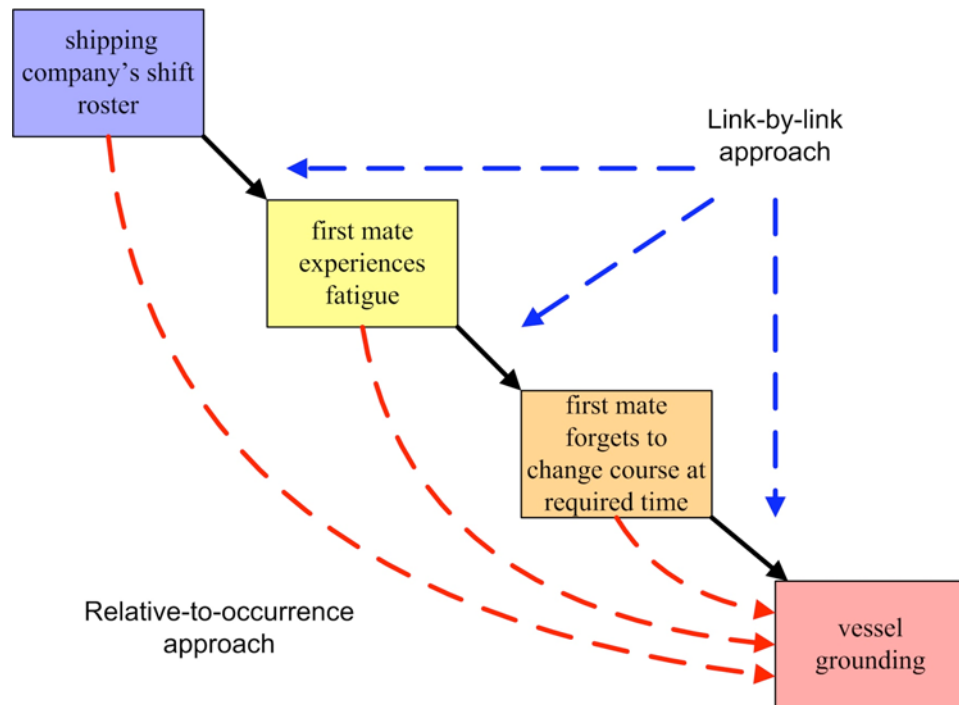 shipping
company’s shift
roster
Link-by-link
approach
first mate
experiences
fatigue
first mate
forgets to
change course at
required time
Relative-to-occurrence
approach
vessel
grounding